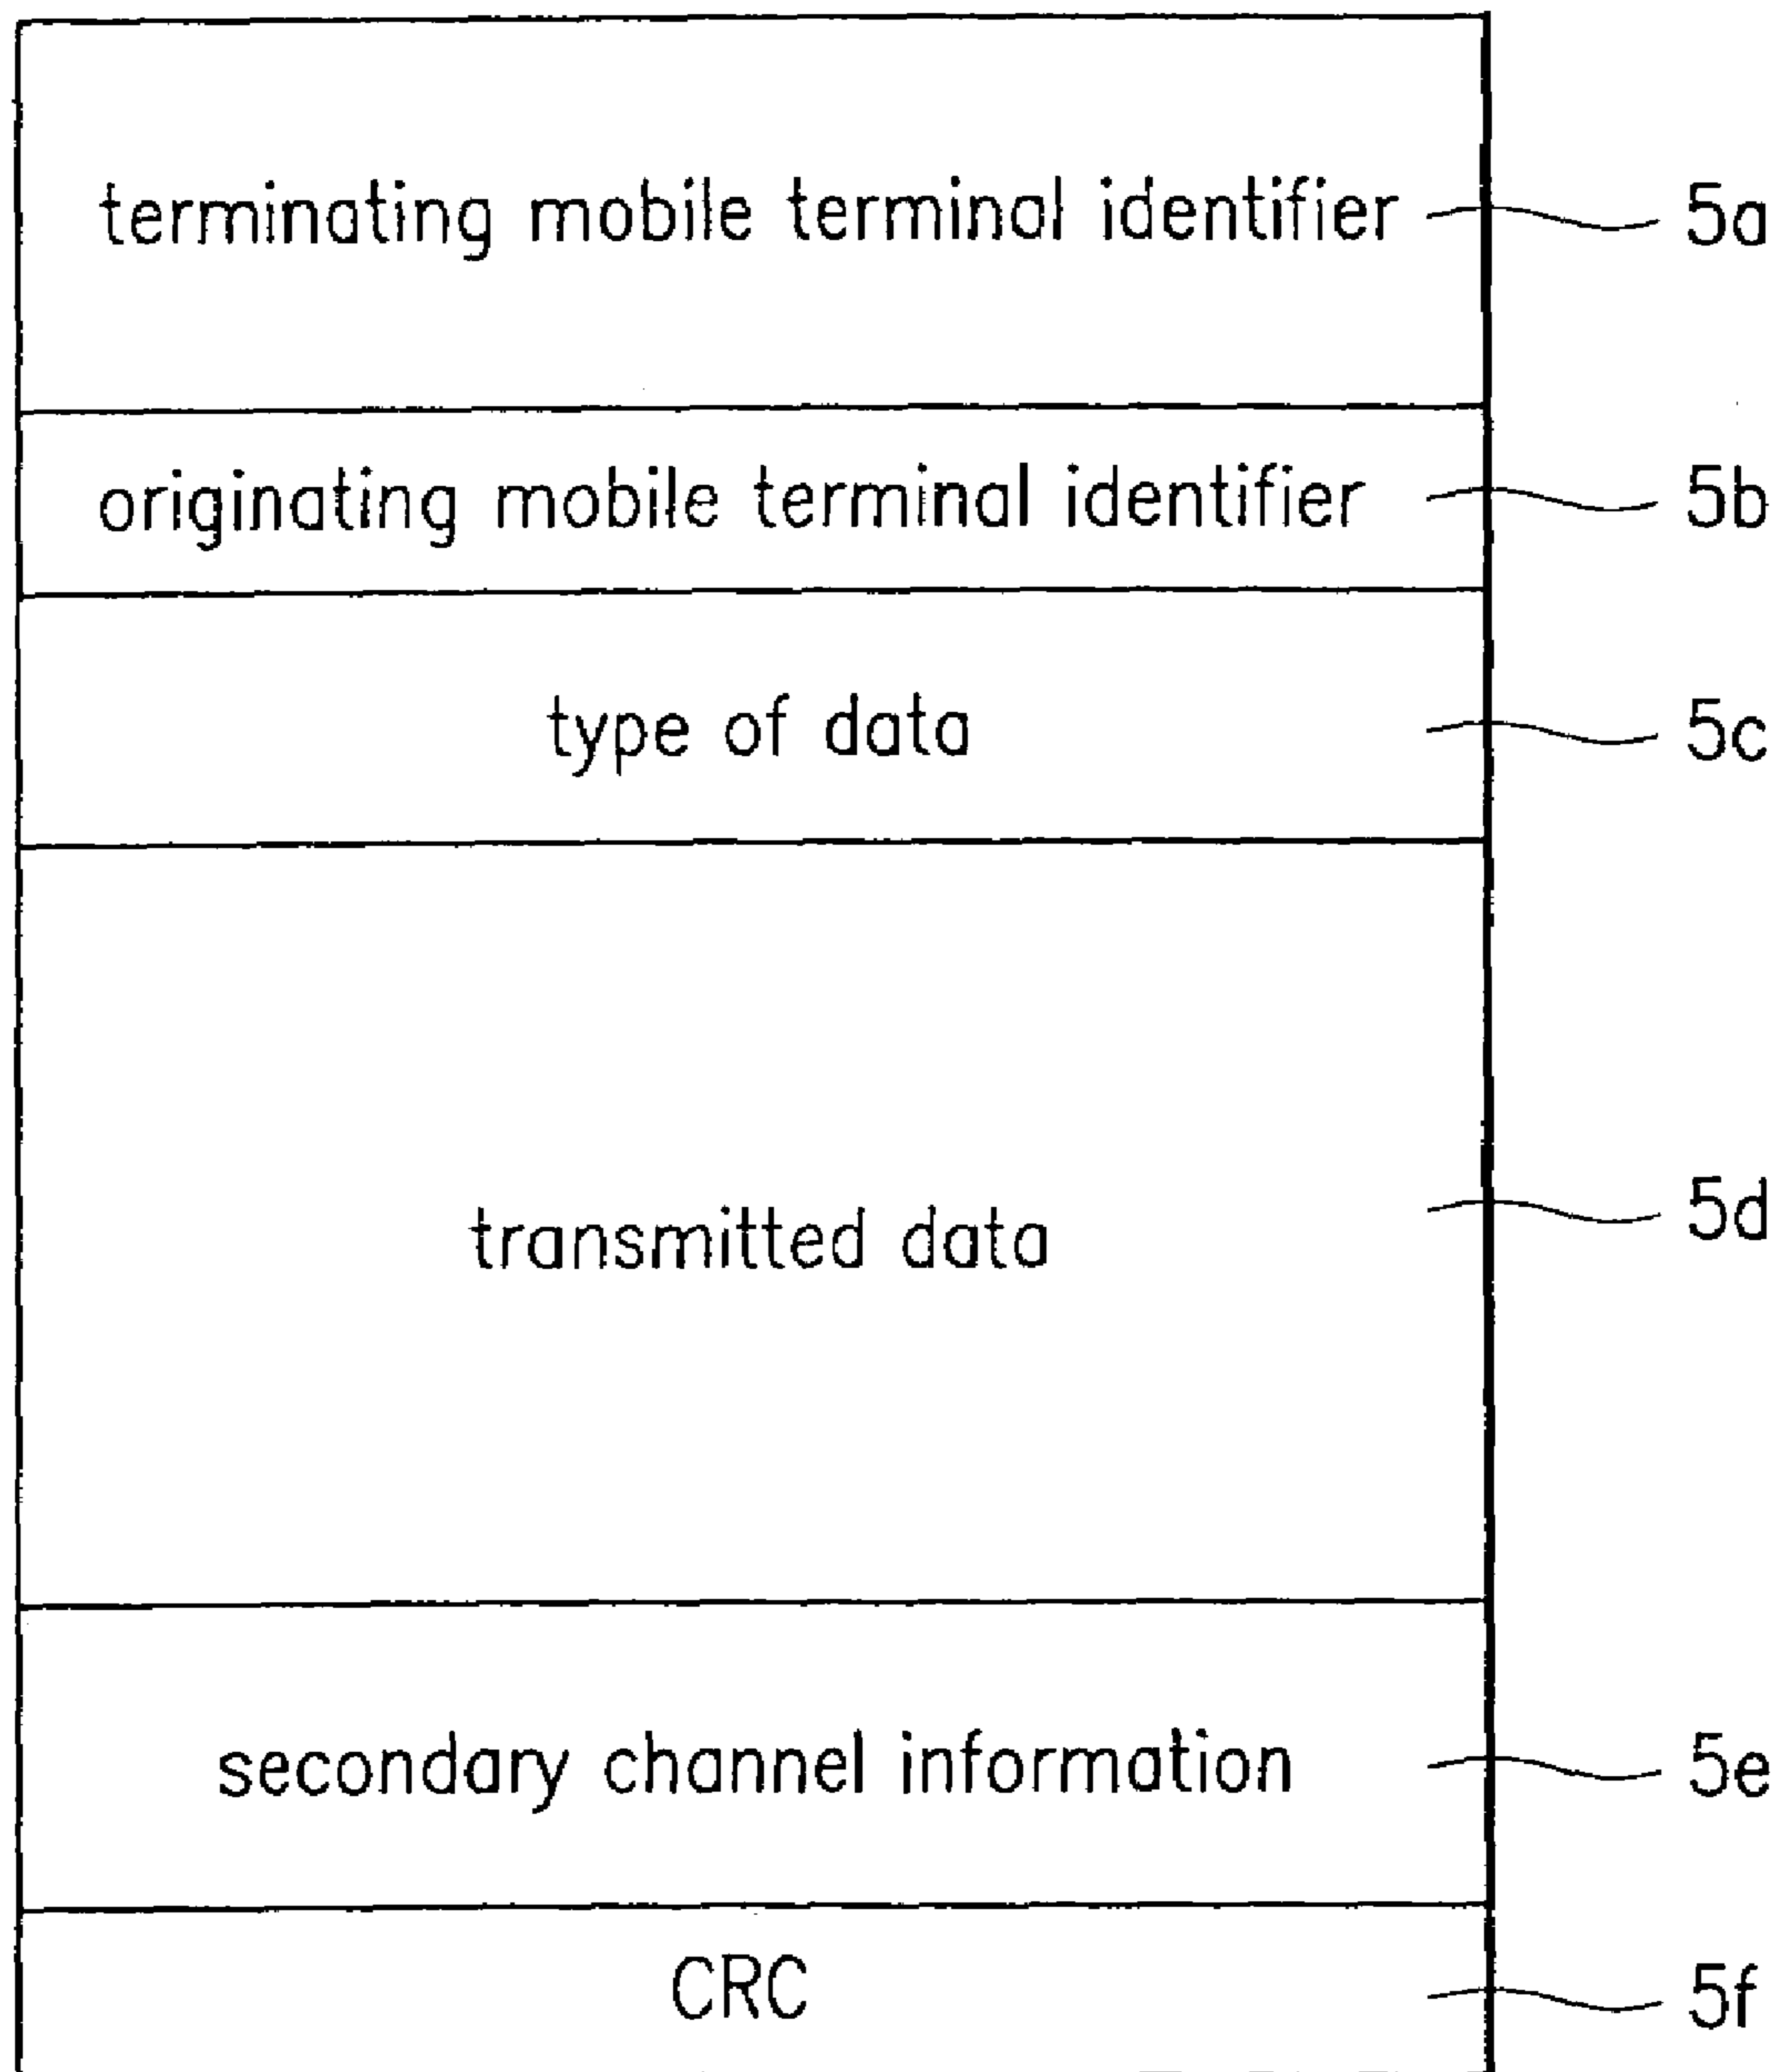 terminating mobile terminal identifier 5a
originating mobile terminal identifier 5b
type of data 5c
transmitted data 5d
secondary channel information 5e
CRC 5f